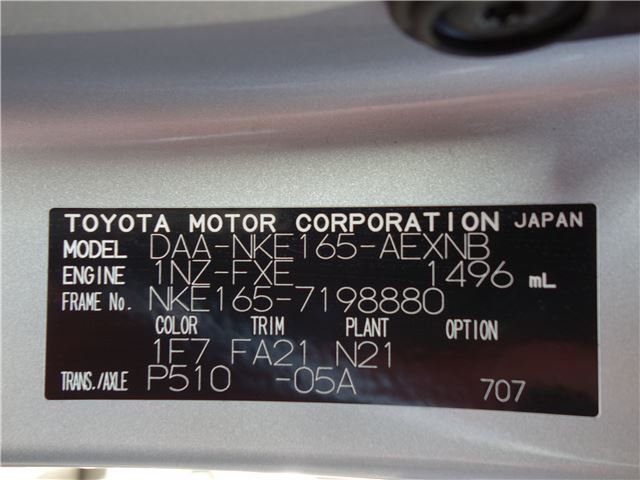 TOYOTA MOTOR CORPORATION JAPAN
MODEL DAA-NKE165-AEXNB
ENGINE 1NZ-FXE 1496 mL
FRAME No. NKE165-7198880
COLOR TRIM PLANT OPTION
1F7 FA21 N21
TRANS./AXLE P510 -05A 707